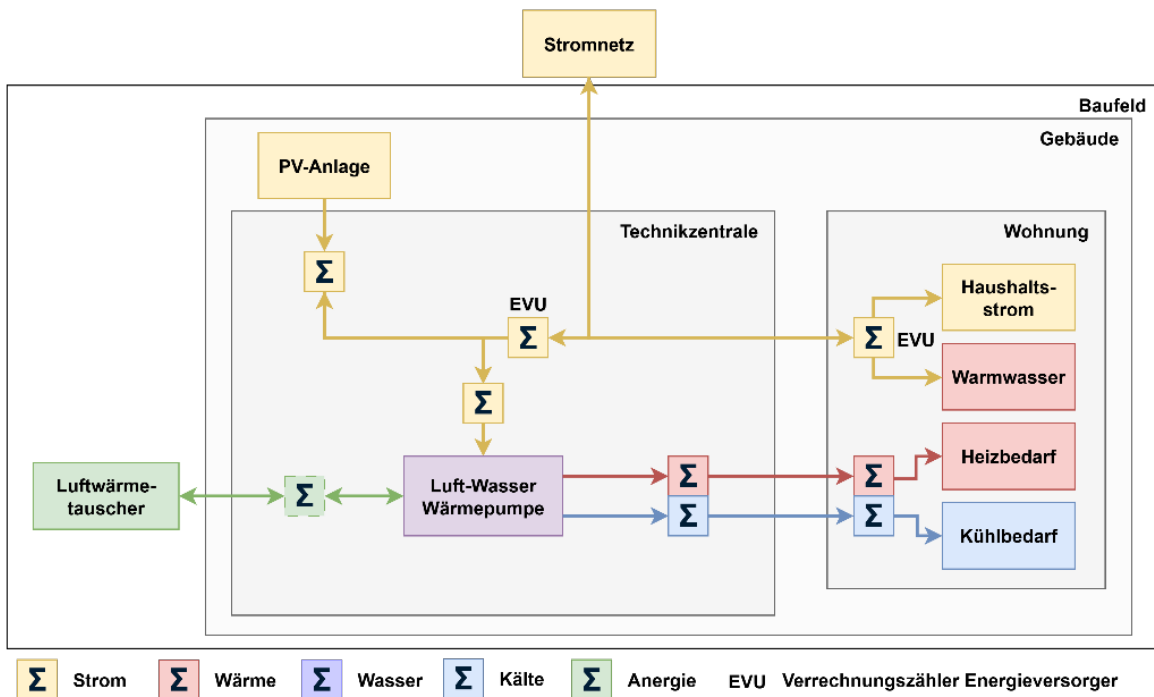 Stromnetz
Baufeld
Gebäude
PV-Anlage
Technikzentrale
Wohnung
Σ
EVU
Σ
Σ
EVU
Haushalts-
strom
Warmwasser
Σ
Luftwärme-
tauscher
Σ
Luft-Wasser
Wärmepumpe
Σ
Σ
Heizbedarf
Σ
Σ
Kühlbedarf
Σ Strom
Σ Wärme
Σ Wasser
Σ Kälte
Σ Anergie
EVU Verrechnungszähler Energieversorger